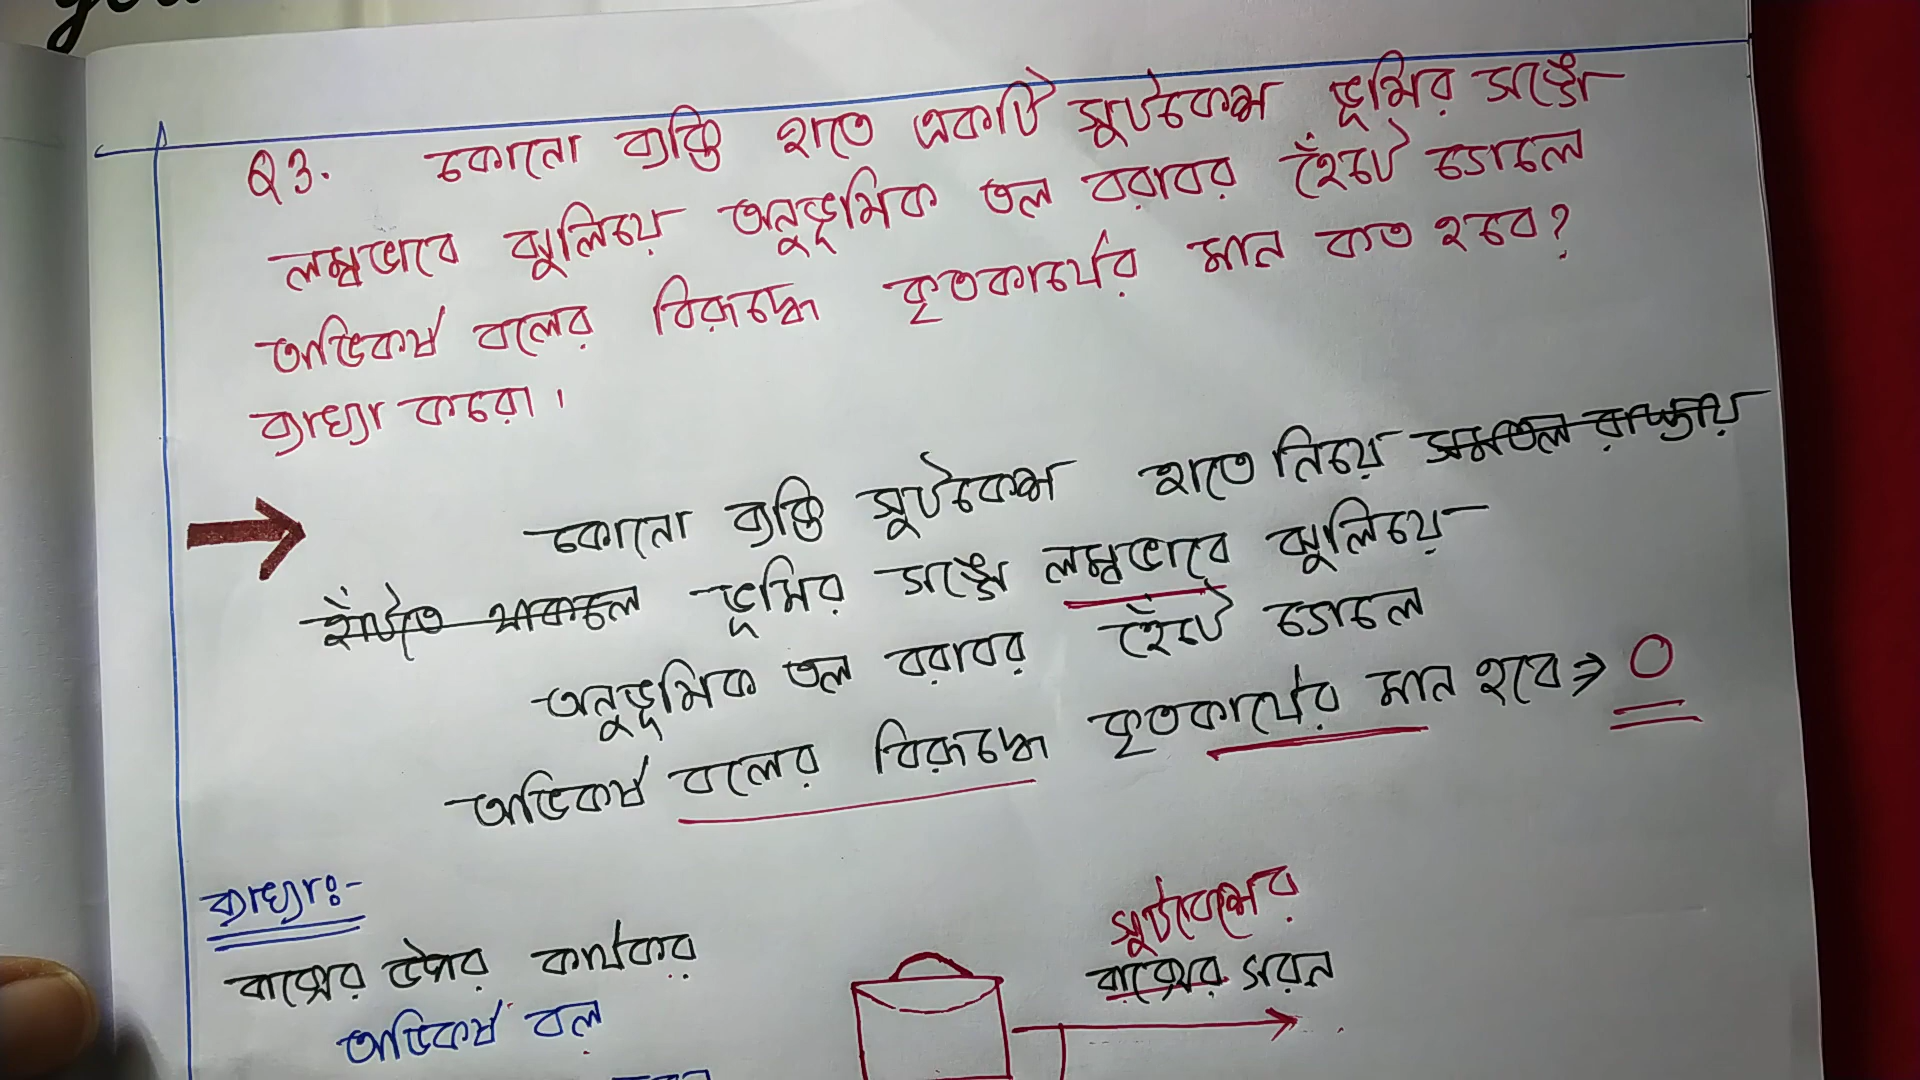 Q3. কোনো ব্যক্তি হাতে একটি সুটকেশ ভূমির সঙ্গে
লম্বভাবে ঝুলিয়ে অনুভূমিক তল বরাবর হেঁটে গেলে
অভিকর্ষ বলের বিরুদ্ধে কৃতকার্যের মান কত হবে?
ব্যাখ্যা করো।
কোনো ব্যক্তি সুটকেশ হাতে নিয়ে সমতল রাস্তায়
হাঁটতে থাকলে ভূমির সঙ্গে লম্বভাবে ঝুলিয়ে
অনুভূমিক তল বরাবর হেঁটে গেলে
অভিকর্ষ বলের বিরুদ্ধে কৃতকার্যের মান হবে ⇒ 0
ব্যাখ্যাঃ-
বাক্সের উপর কার্যকর
অভিকর্ষ বল
সুটকেশের
বাক্সের সরন